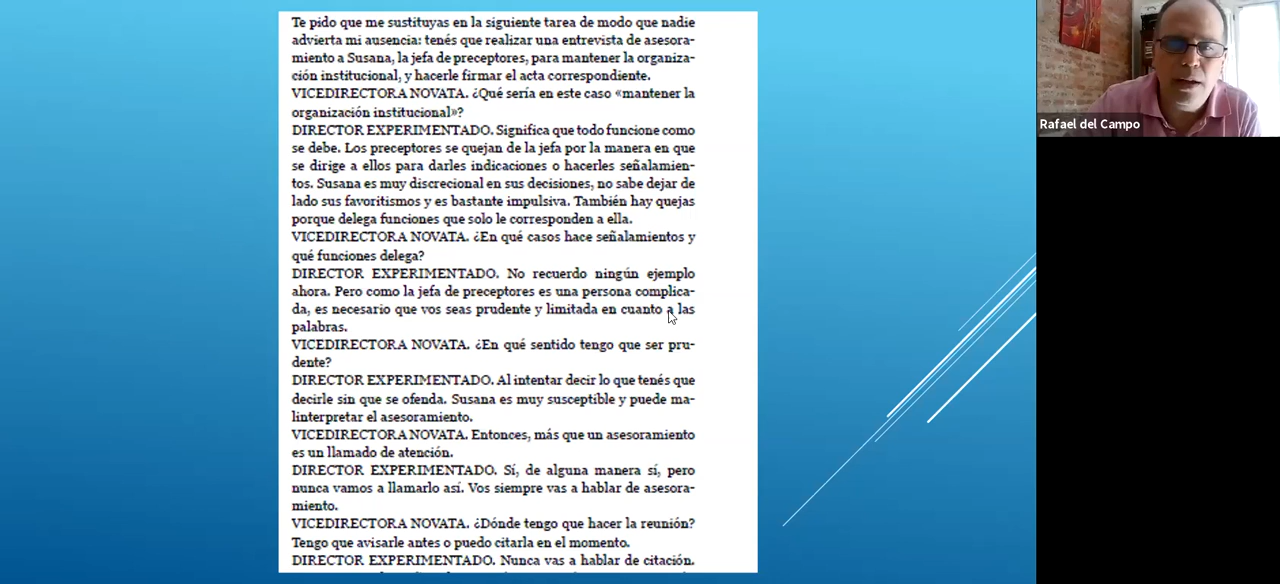 Te pido que me sustituyas en la siguiente tarea de modo que nadie
advierta mi ausencia: tenés que realizar una entrevista de asesora-
miento a Susana, la jefa de preceptores, para mantener la organiza-
ción institucional, y hacerle firmar el acta correspondiente.
VICEDIRECTORA NOVATA. ¿Qué sería en este caso «mantener la
organización institucional»?
DIRECTOR EXPERIMENTADO. Significa que todo funcione como
se debe. Los preceptores se quejan de la jefa por la manera en que
se dirige a ellos para darles indicaciones o hacerles señalamien-
tos. Susana es muy discrecional en sus decisiones, no sabe dejar de
lado sus favoritismos y es bastante impulsiva. También hay quejas
porque delega funciones que solo le corresponden a ella.
VICEDIRECTORA NOVATA. ¿En qué casos hace señalamientos y
qué funciones delega?
DIRECTOR EXPERIMENTADO. No recuerdo ningún ejemplo
ahora. Pero como la jefa de preceptores es una persona complica-
da, es necesario que vos seas prudente y limitada en cuanto a las
palabras.
VICEDIRECTORA NOVATA. ¿En qué sentido tengo que ser pru-
dente?
DIRECTOR EXPERIMENTADO. Al intentar decir lo que tenés que
decirle sin que se ofenda. Susana es muy susceptible y puede ma-
linterpretar el asesoramiento.
VICEDIRECTORA NOVATA. Entonces, más que un asesoramiento
es un llamado de atención.
DIRECTOR EXPERIMENTADO. Sí, de alguna manera sí, pero
nunca vamos a llamarlo así. Vos siempre vas a hablar de asesora-
miento.
VICEDIRECTORA NOVATA. ¿Dónde tengo que hacer la reunión?
Tengo que avisarle antes o puedo citarla en el momento.
DIRECTOR EXPERIMENTADO. Nunca vas a hablar de citación.
Rafael del Campo